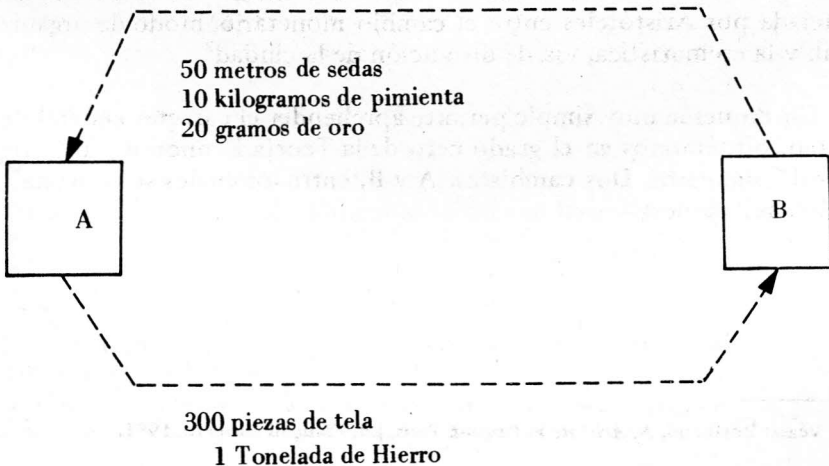 50 metros de sedas
10 kilogramos de pimienta
20 gramos de oro
A
B
300 piezas de tela
1 Tonelada de Hierro